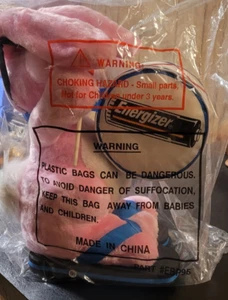 WARNING:
CHOKING HAZARD - Small parts.
Not for Children under 3 years.
Energizer
WARNING
PLASTIC BAGS CAN BE DANGEROUS.
TO AVOID DANGER OF SUFFOCATION,
KEEP THIS BAG AWAY FROM BABIES
AND CHILDREN.
MADE IN CHINA